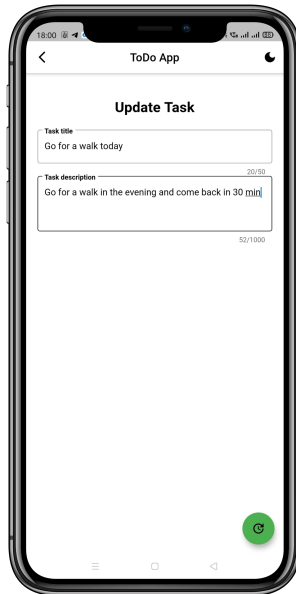 18:00
ToDo App
Update Task
Task title
Go for a walk today
20/50
Task description
Go for a walk in the evening and come back in 30 min
52/1000